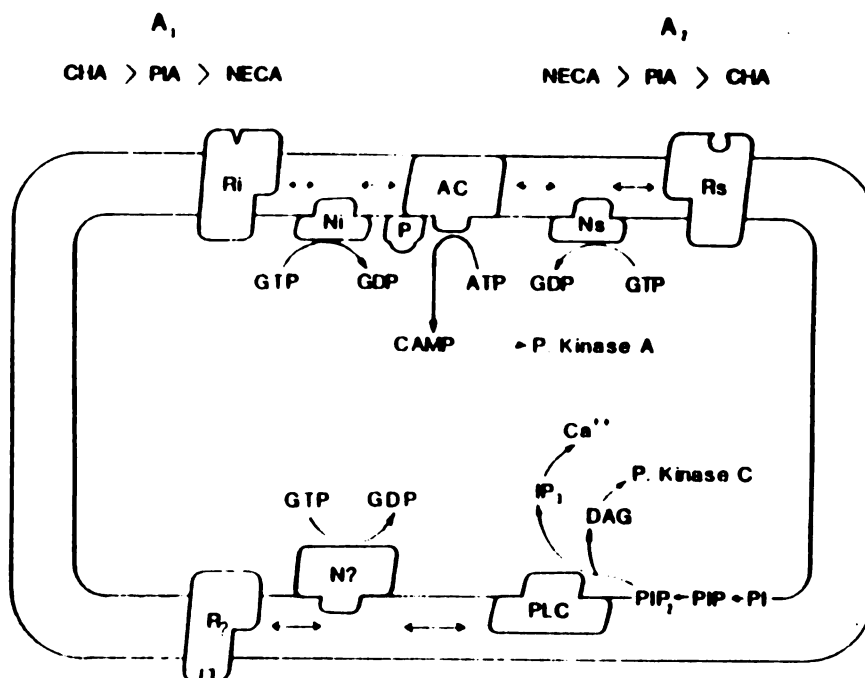 A₁ A₂
CHA > PIA > NECA NECA > PIA > CHA
Ri AC Rs
Ni P Ns
GTP GDP ATP GDP GTP
CAMP P. Kinase A
Ca⁺⁺
IP₃ P. Kinase C
GTP GDP DAG
N?
R? PLC PIP₂ PIP PI